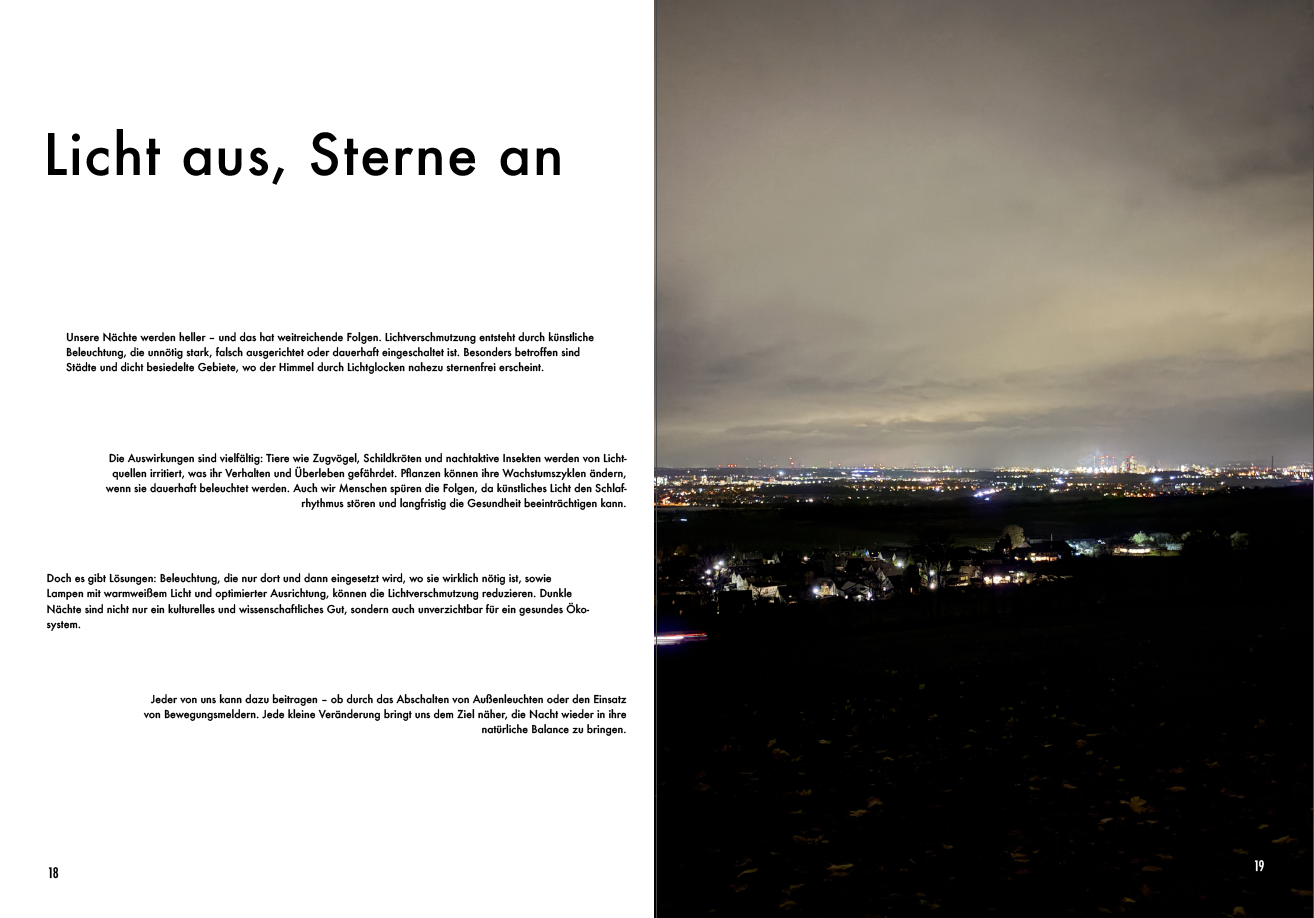 Licht aus, Sterne an
Unsere Nächte werden heller – und das hat weitreichende Folgen. Lichtverschmutzung entsteht durch künstliche
Beleuchtung, die unnötig stark, falsch ausgerichtet oder dauerhaft eingeschaltet ist. Besonders betroffen sind
Städte und dicht besiedelte Gebiete, wo der Himmel durch Lichtglocken nahezu sternenfrei erscheint.
Die Auswirkungen sind vielfältig: Tiere wie Zugvögel, Schildkröten und nachtaktive Insekten werden von Licht-
quellen irritiert, was ihr Verhalten und Überleben gefährdet. Pflanzen können ihre Wachstumszyklen ändern,
wenn sie dauerhaft beleuchtet werden. Auch wir Menschen spüren die Folgen, da künstliches Licht den Schlaf-
rhythmus stören und langfristig die Gesundheit beeinträchtigen kann.
Doch es gibt Lösungen: Beleuchtung, die nur dort und dann eingesetzt wird, wo sie wirklich nötig ist, sowie
Lampen mit warmweißem Licht und optimierter Ausrichtung, können die Lichtverschmutzung reduzieren. Dunkle
Nächte sind nicht nur ein kulturelles und wissenschaftliches Gut, sondern auch unverzichtbar für ein gesundes Öko-
system.
Jeder von uns kann dazu beitragen – ob durch das Abschalten von Außenleuchten oder den Einsatz
von Bewegungsmeldern. Jede kleine Veränderung bringt uns dem Ziel näher, die Nacht wieder in ihre
natürliche Balance zu bringen.
18
19